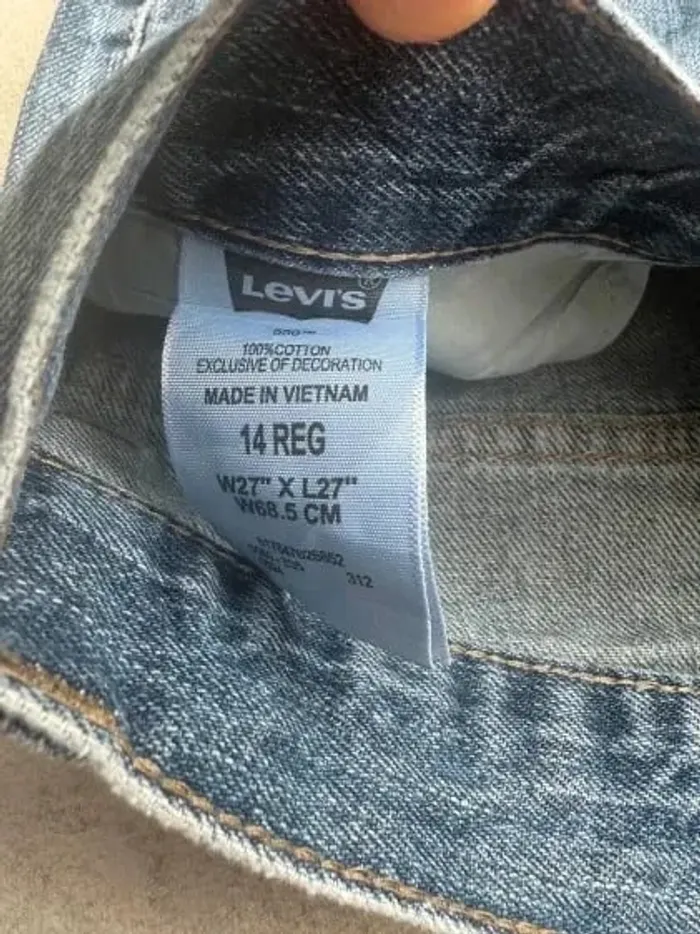 Levi's
100%COTTON
EXCLUSIVE OF DECORATION
MADE IN VIETNAM
14 REG
W27" X L27"
W68.5 CM
312